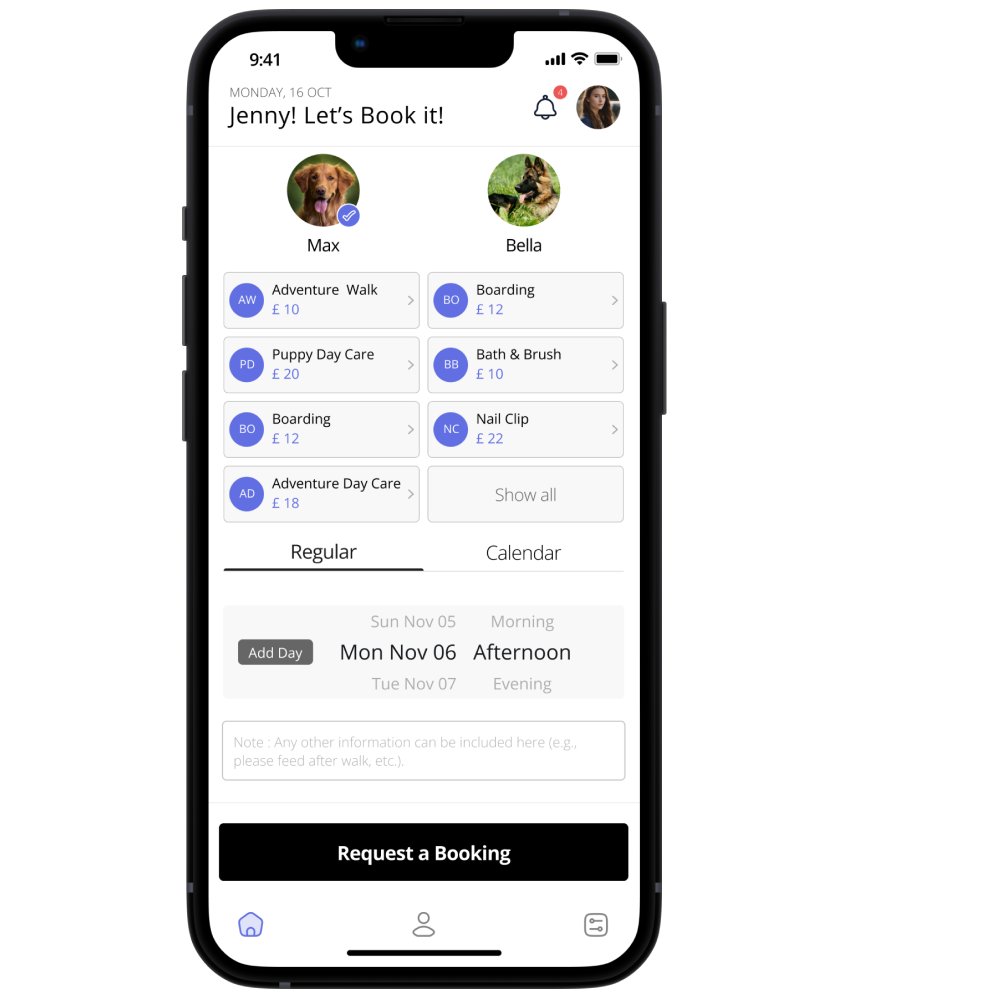 9:41
MONDAY, 16 OCT
Jenny! Let's Book it!
4
Max
Bella
AW
Adventure  Walk
£ 10
BO
Boarding
£ 12
PD
Puppy Day Care
£ 20
BB
Bath & Brush
£ 10
BO
Boarding
£ 12
NC
Nail Clip
£ 22
AD
Adventure Day Care
£ 18
Show all
Regular
Calendar
Sun Nov 05 Morning
Add Day
Mon Nov 06 Afternoon
Tue Nov 07 Evening
Note : Any other information can be included here (e.g.,
please feed after walk, etc.).
Request a Booking